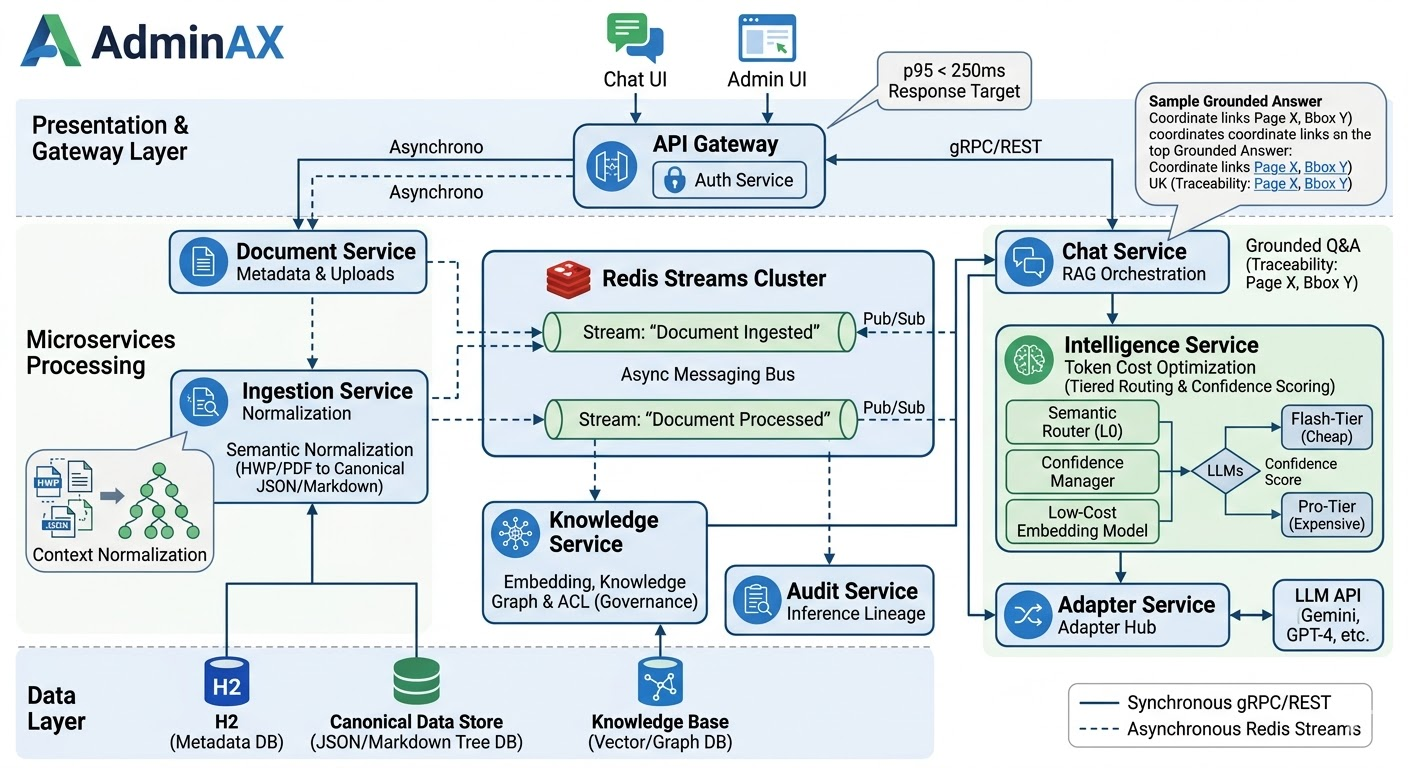 AdminAX
Chat UI
Admin UI
p95 < 250ms
Response Target
Sample Grounded Answer
Coordinate links Page X, Bbox Y)
coordinates coordinate links sn the
top Grounded Answer:
Coordinate links Page X, Bbox Y)
UK (Traceability: Page X, Bbox Y)
Presentation &
Gateway Layer
API Gateway
Auth Service
Asynchrono
Asynchrono
gRPC/REST
Document Service
Metadata & Uploads
Redis Streams Cluster
Stream: “Document Ingested”
Pub/Sub
Async Messaging Bus
Stream: “Document Processed”
Pub/Sub
Chat Service
RAG Orchestration
Grounded Q&A
(Traceability:
Page X, Bbox Y)
Microservices
Processing
Ingestion Service
Normalization
Semantic Normalization
(HWP/PDF to Canonical
JSON/Markdown)
HWP
.ISIN
Context Normalization
Intelligence Service
Token Cost Optimization
(Tiered Routing & Confidence Scoring)
Semantic
Router (L0)
Confidence
Manager
Low-Cost
Embedding Model
LLMs
Confidence
Score
Flash-Tier
(Cheap)
Pro-Tier
(Expensive)
Knowledge
Service
Embedding, Knowledge
Graph & ACL (Governance)
Audit Service
Inference Lineage
Adapter Service
Adapter Hub
LLM API
Gemini,
GPT-4, etc.
Data
Layer
H2
H2
(Metadata DB)
Canonical Data Store
(JSON/Markdown Tree DB)
Knowledge Base
(Vector/Graph DB)
Synchronous gRPC/REST
Asynchronous Redis Streams